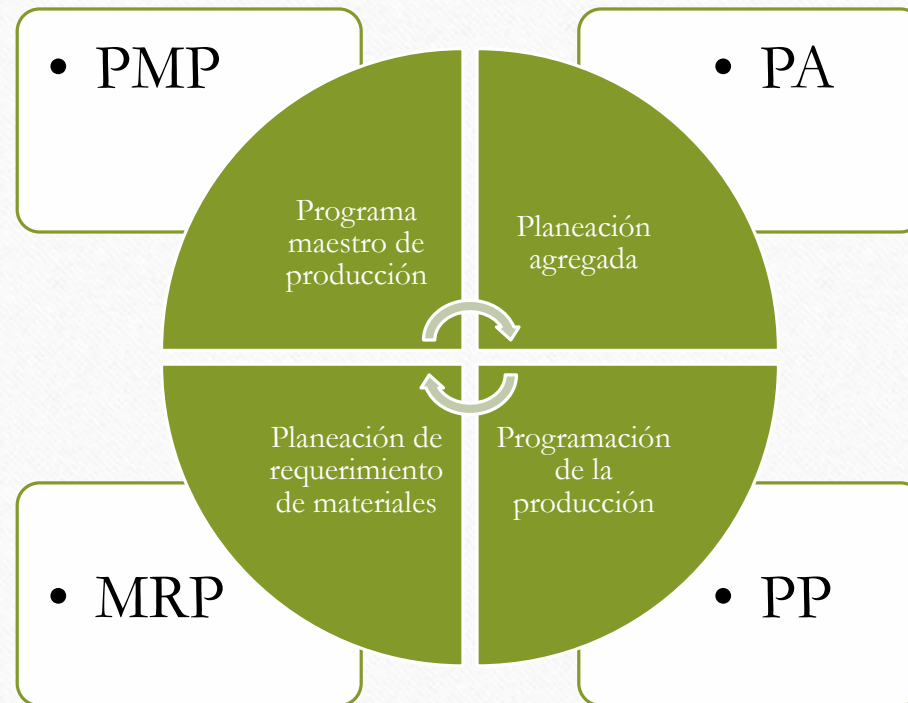 • PMP
• PA
Programa
maestro de
producción
Planeación
agregada
Planeación de
requerimiento
de materiales
Programación
de la
producción
• MRP
• PP